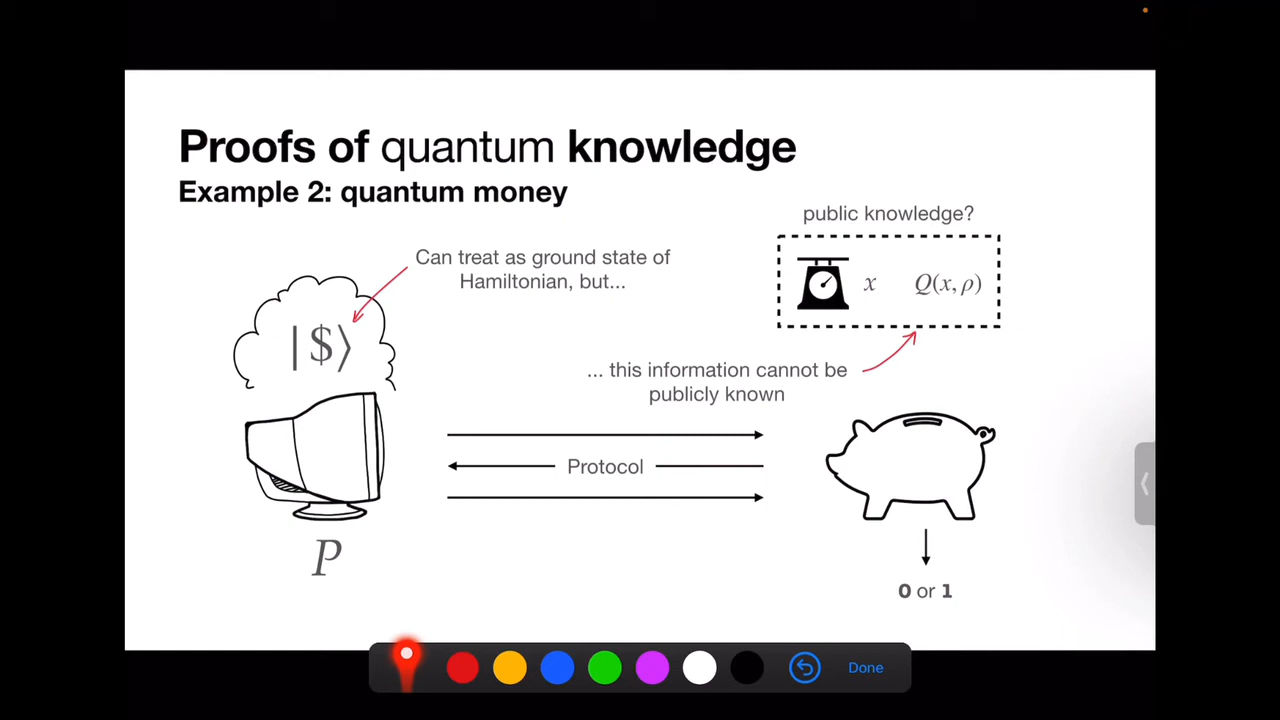 Proofs of quantum knowledge
Example 2: quantum money
public knowledge?
Can treat as ground state of
Hamiltonian, but...
x Q(x, ρ)
|$⟩
... this information cannot be
publicly known
Protocol
P
0 or 1
Done